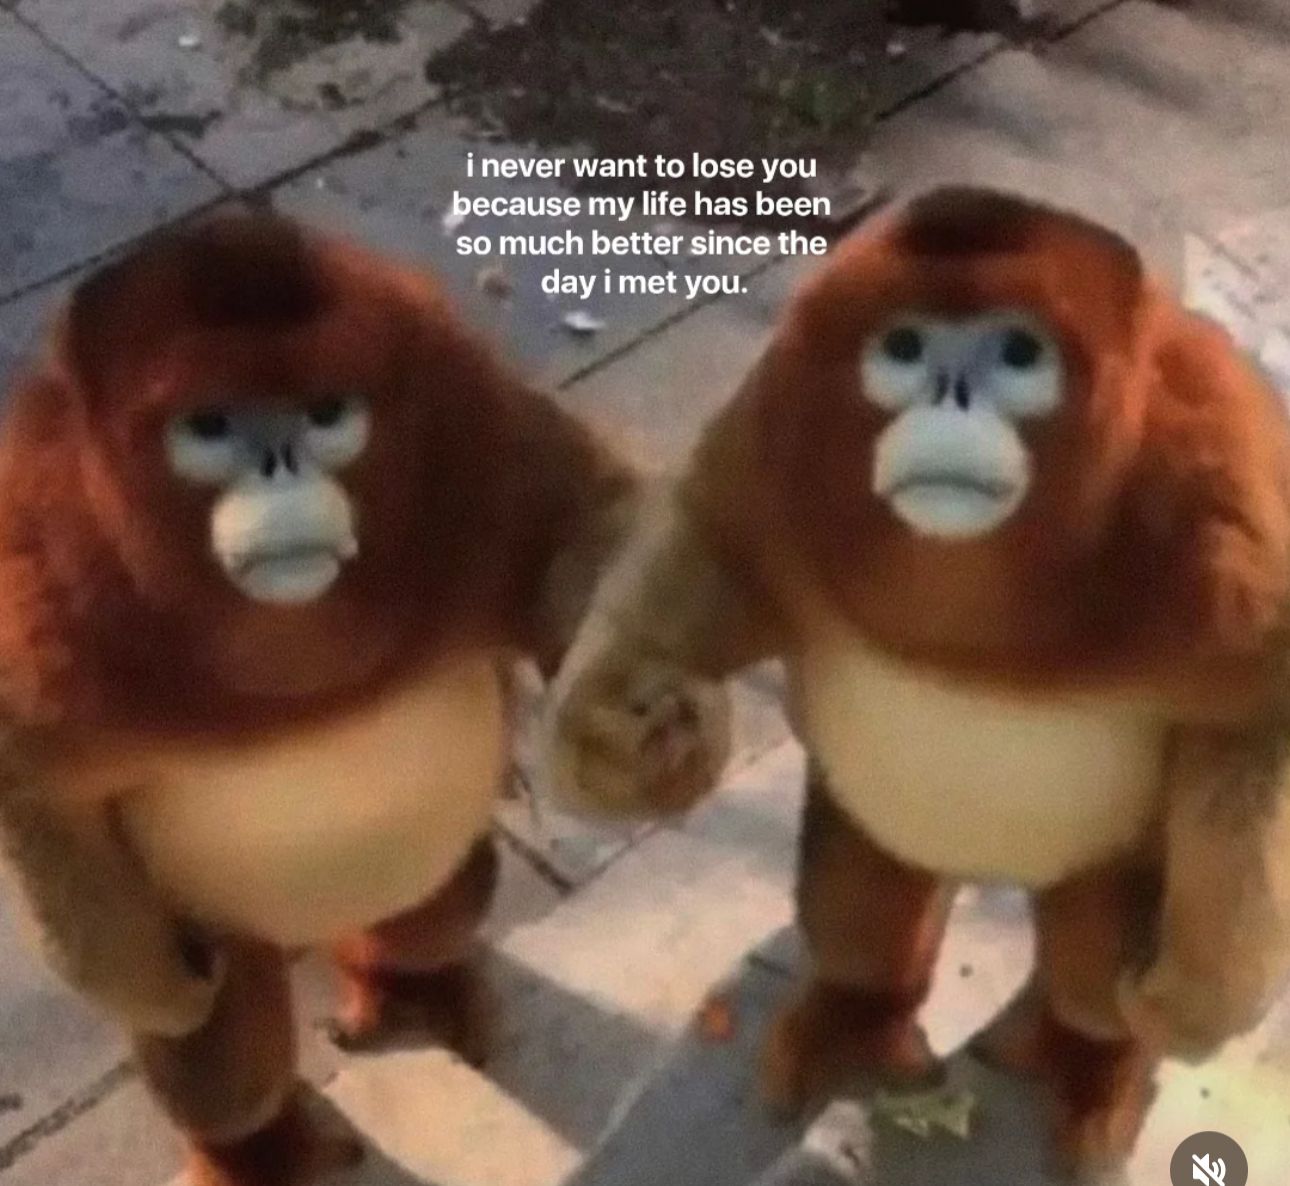 i never want to lose you
because my life has been
so much better since the
day i met you.